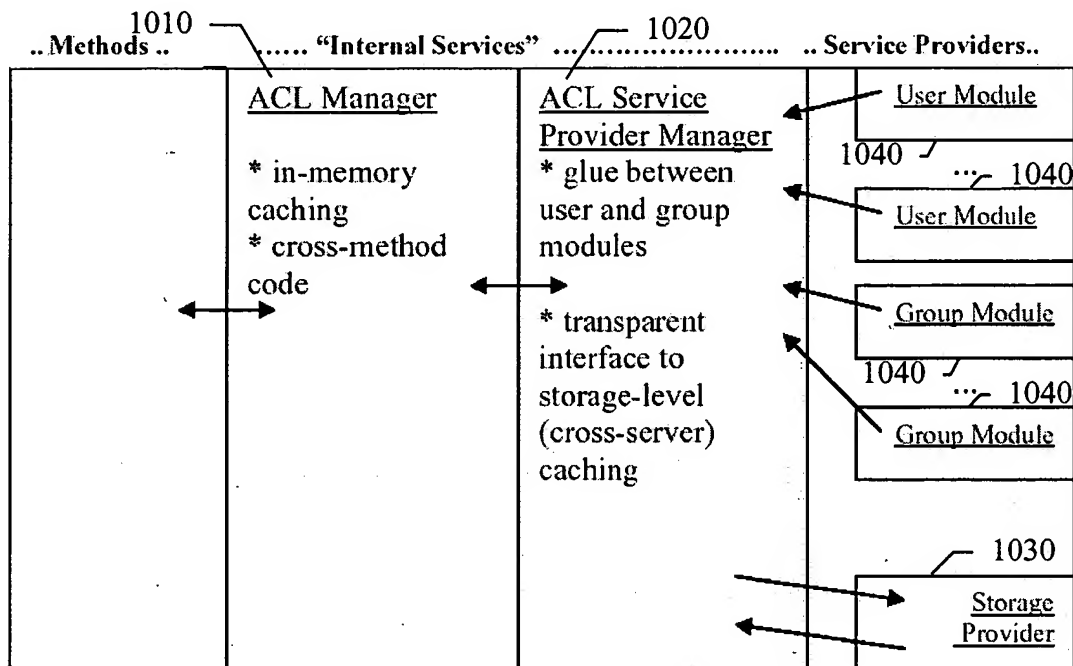 1010
1020
.. Methods .. ...... “Internal Services” ........................ .. Service Providers..
ACL Manager
* in-memory
caching
* cross-method
code
ACL Service
Provider Manager
* glue between
user and group
modules
* transparent
interface to
storage-level
(cross-server)
caching
User Module
1040
... 1040
User Module
Group Module
1040
... 1040
Group Module
1030
Storage
Provider